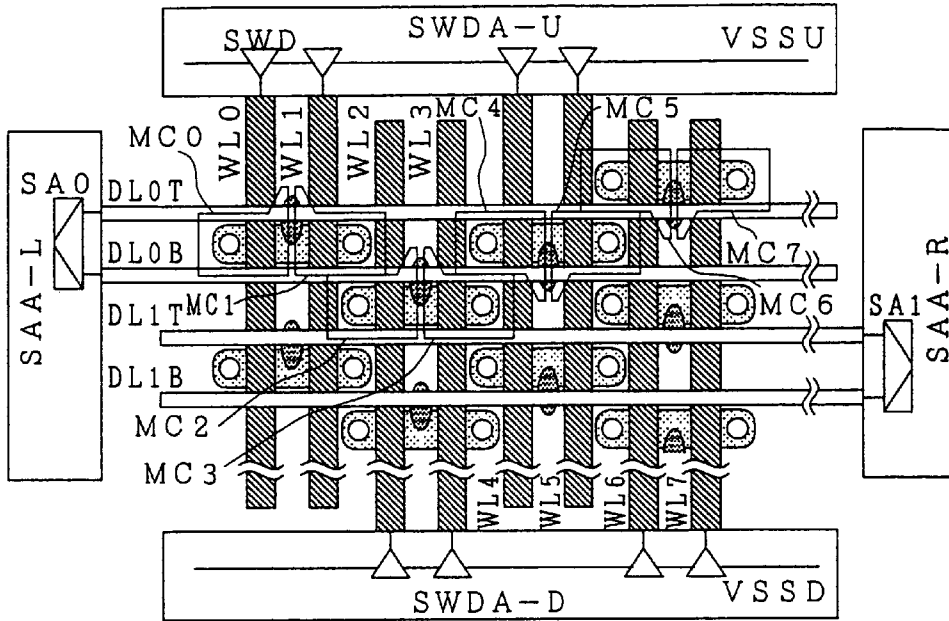 SWD
SWDA-U
VSSU
WL0
WL1
WL2
WL3
MC4
MC5
MC0
SA0
DL0T
DL0B
SAA-L
MC1
DL1T
DL1B
MC7
MC6
SA1
SAA-R
MC2
MC3
WL4
WL5
WL6
WL7
SWDA-D
VSSD